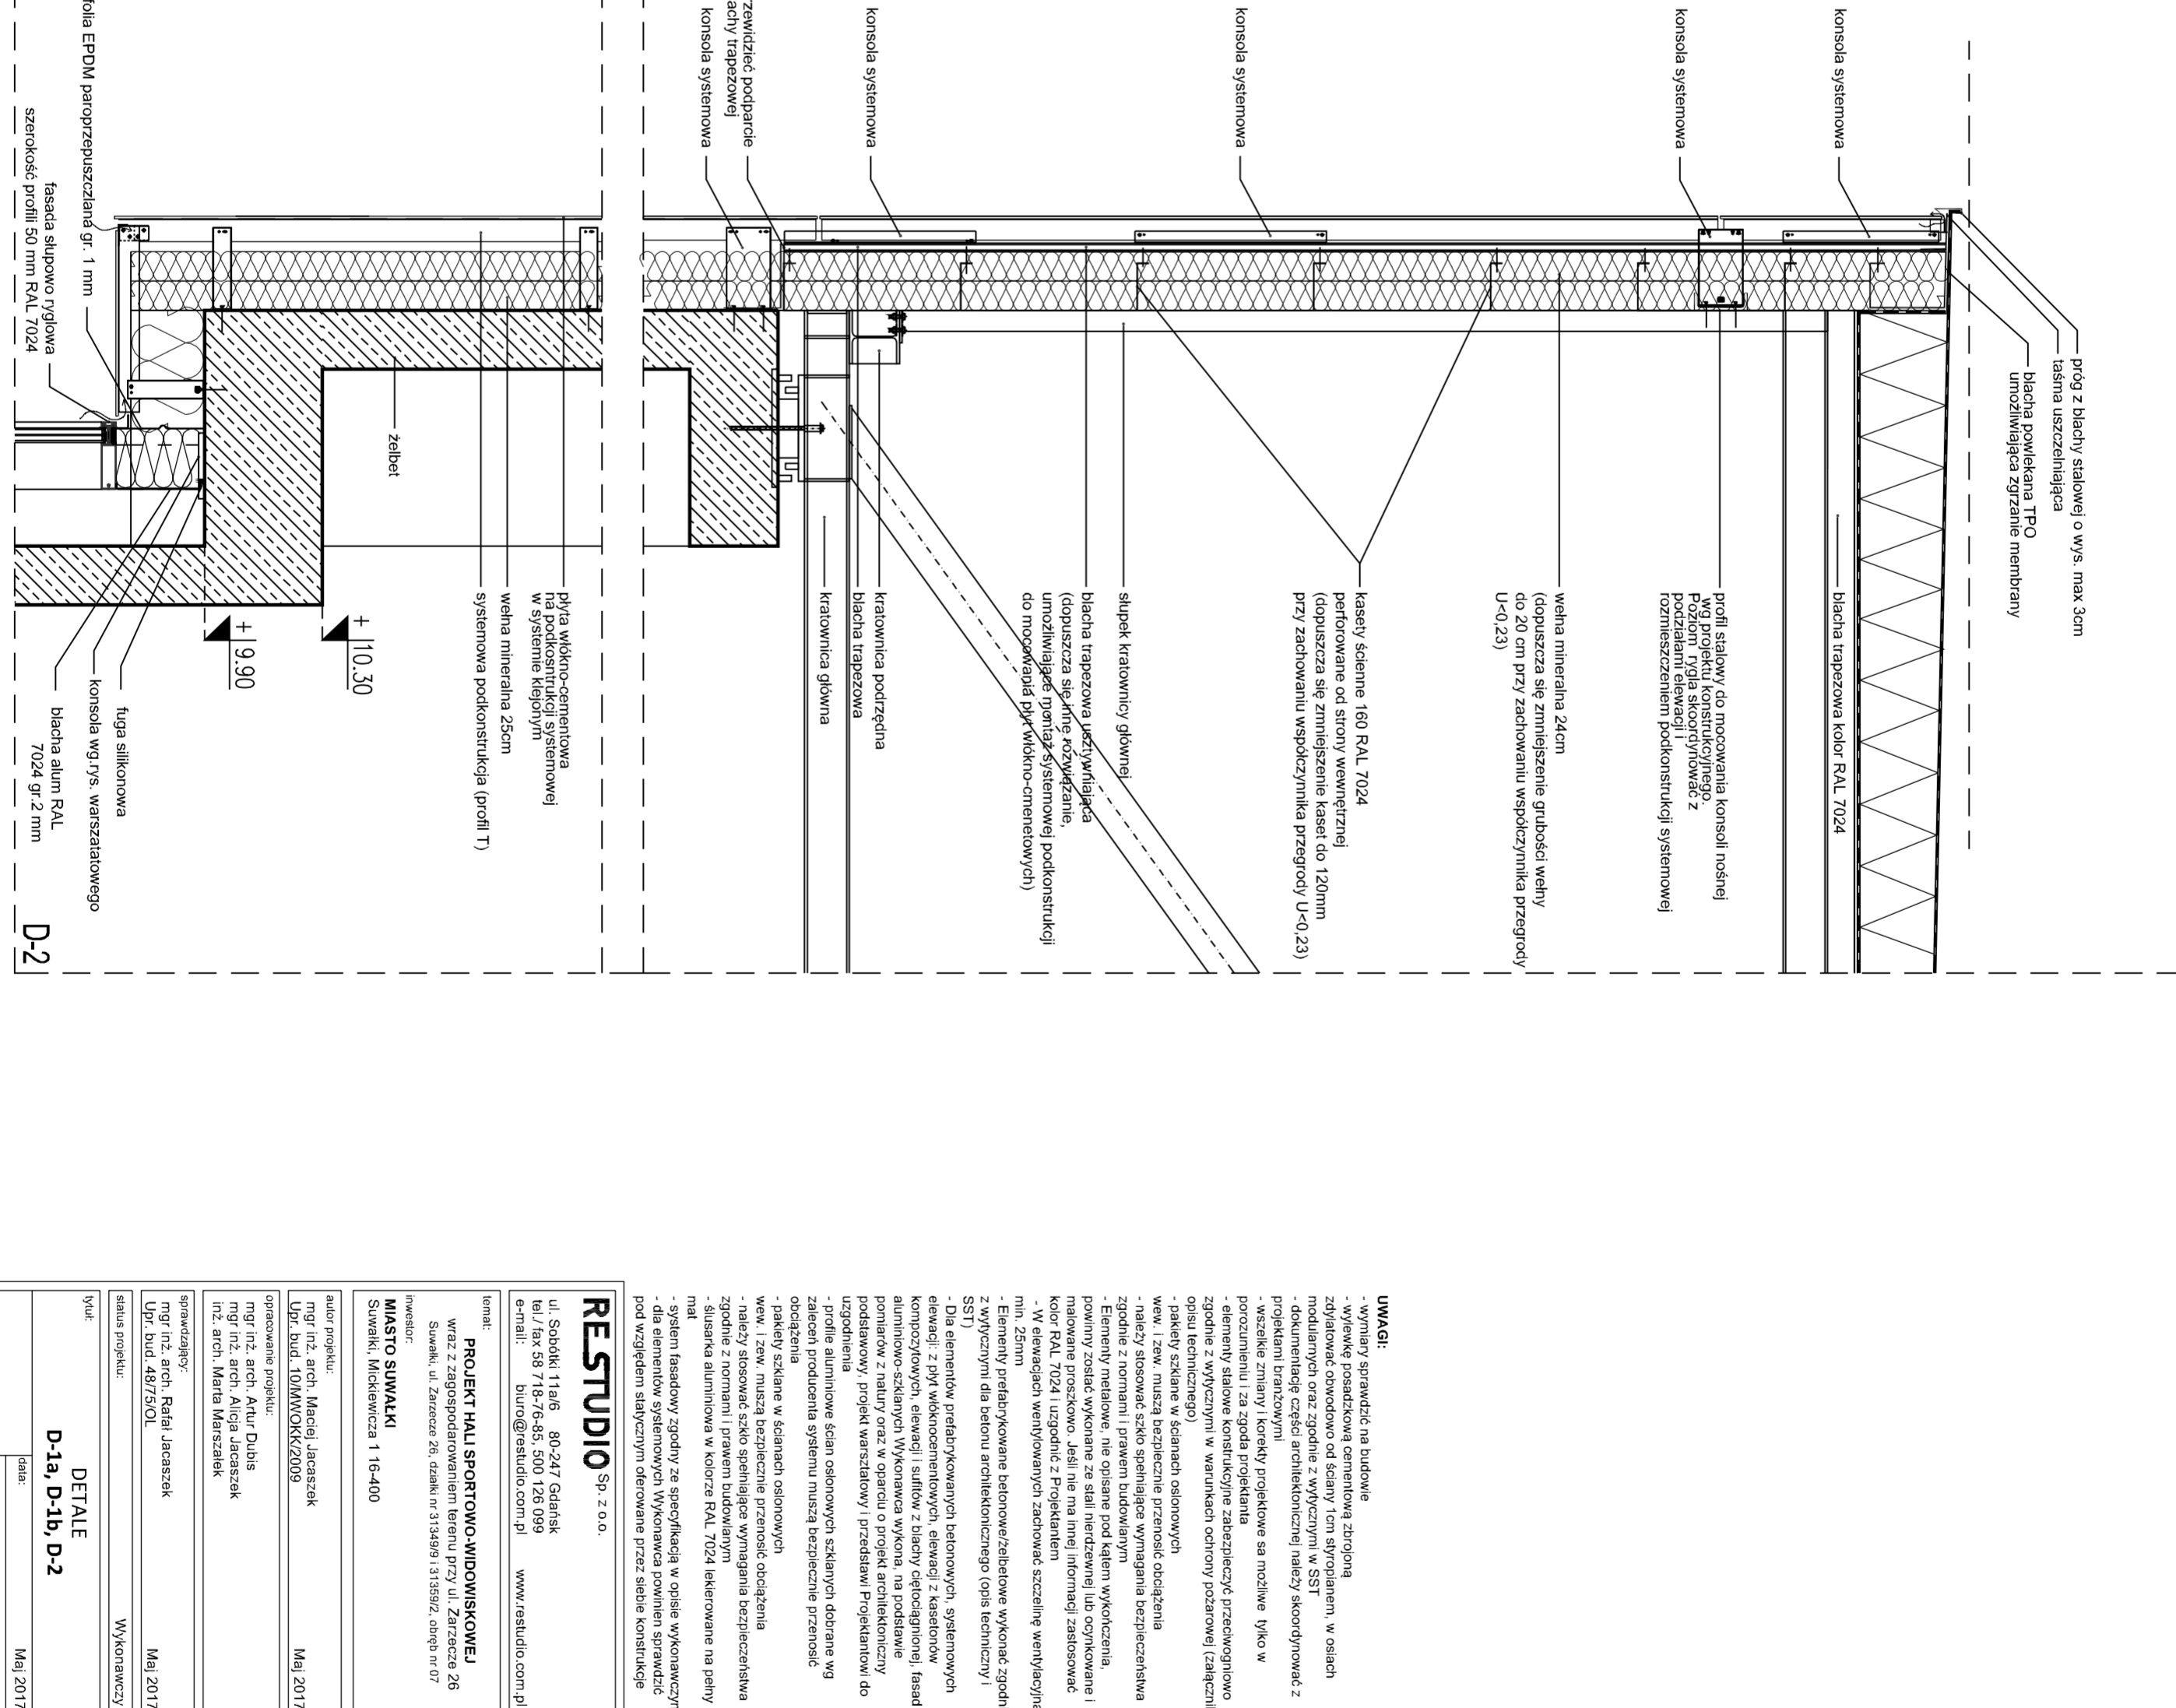 próg z blachy stalowej o wys. max 3cm
taśma uszczelniająca
blacha powlekana TPO
umożliwiająca zgrzanie membrany
konsola systemowa
konsola systemowa
konsola systemowa
konsola systemowa
konsola systemowa
rzewidzieć podparcie
achy trapezowej
blacha trapezowa kolor RAL 7024
profil stalowy do mocowania konsoli nośnej
wg projektu konstrukcyjnego.
Poziom rygla skoordynować z
podziałami elewacji i
rozmieszczeniem podkonstrukcji systemowej
wełna mineralna 24cm
(dopuszcza się zmniejszenie grubości wełny
do 20 cm przy zachowaniu współczynnika przegrody
U<0,23)
kasety ścienne 160 RAL 7024
perforowane od strony wewnętrznej
(dopuszcza się zmniejszenie kaset do 120mm
przy zachowaniu współczynnika przegrody U<0,23)
słupek kratownicy głównej
blacha trapezowa usztywniająca
(dopuszcza się inne rozwiązanie,
umożliwiające montaż systemowej podkonstrukcji
do mocowania płyt włókno-cmenetowych)
kratownica podrzędna
blacha trapezowa
kratownica główna
płyta włókno-cementowa
na podkosntrukcji systemowej
w systemie klejonym
wełna mineralna 25cm
systemowa podkonstrukcja (profil T)
żelbet
+10.30
+9.90
folia EPDM paroprzepuszczlana gr. 1 mm
fasada słupowo ryglowa
szerokość profili 50 mm RAL 7024
fuga silikonowa
konsola wg.rys. warszatatowego
blacha alum RAL
7024 gr.2 mm
D-2
UWAGI:
- wymiary sprawdzić na budowie
- wylewkę posadzkową cementową zbrojoną
zdylatować obwodowo od ściany 1cm styropianem, w osiach
modularnych oraz zgodnie z wytycznymi w SST
- dokumentację części architektonicznej należy skoordynować z
projektami branżowymi
- wszelkie zmiany i korekty projektowe sa możliwe tylko w
porozumieniu i za zgoda projektanta
- elementy stalowe konstrukcyjne zabezpieczyć przeciwogniowo
zgodnie z wytycznymi w warunkach ochrony pożarowej (załączni
opisu technicznego)
- pakiety szklane w ścianach osłonowych
wew. i zew. muszą bezpiecznie przenosić obciążenia
- należy stosować szkło spełniające wymagania bezpieczeństwa
zgodnie z normami i prawem budowlanym
- Elementy metalowe, nie opisane pod kątem wykończenia,
powinny zostać wykonane ze stali nierdzewnej lub ocynkowane i
malowane proszkowo. Jeśli nie ma innej informacji zastosować
kolor RAL 7024 i uzgodnić z Projektantem
- W elewacjach wentylowanych zachować szczelinę wentylacyjną
min. 25mm
- Elementy prefabrykowane betonowe/żelbetowe wykonać zgodn
z wytycznymi dla betonu architektonicznego (opis techniczny i
SST)
- Dla elementów prefabrykowanych betonowych, systemowych
elewacji: z płyt włóknocementowych, elewacji z kasetonów
kompozytowych, elewacji i sufitów z blachy ciętociągnionej, fasad
aluminiowo-szklanych Wykonawca wykona, na podstawie
pomiarów z natury oraz w oparciu o projekt architektoniczny
podstawowy, projekt warsztatowy i przedstawi Projektantowi do
uzgodnienia
- profile aluminiowe ścian osłonowych szklanych dobrane wg
zaleceń producenta systemu muszą bezpiecznie przenosić
obciążenia
- pakiety szklane w ścianach osłonowych
wew. i zew. muszą bezpiecznie przenosić obciążenia
- należy stosować szkło spełniające wymagania bezpieczeństwa
zgodnie z normami i prawem budowlanym
- ślusarka aluminiowa w kolorze RAL 7024 lekierowane na pełny
mat
- system fasadowy zgodny ze specyfikacją w opisie wykonawczym
- dla elementów systemowych Wykonawca powinien sprawdzić
pod względem statycznym oferowane przez siebie konstrukcje
RE_STUDIO Sp. z o.o.
ul. Sobótki 11a/6 80-247 Gdańsk
tel./ fax 58 718-76-85, 500 126 099
e-mail: biuro@restudio.com.pl www.restudio.com.pl
temat:
PROJEKT HALI SPORTOWO-WIDOWISKOWEJ
wraz z zagospodarowaniem terenu przy ul. Zarzecze 26
Suwałki, ul. Zarzecze 26, działki nr 31349/9 i 31359/2, obręb nr 07
inwestor:
MIASTO SUWAŁKI
Suwałki, Mickiewicza 1 16-400
autor projektu:
mgr inż. arch. Maciej Jacaszek
Upr. bud. 10/MWOKK/2009 Maj 2017
opracowanie projektu:
mgr inż. arch. Artur Dubis
mgr inż. arch. Alicja Jacaszek
inż. arch. Marta Marszałek
sprawdzający:
mgr inż. arch. Rafał Jacaszek
Upr. bud. 48/75/OL Maj 2017
status projektu: Wykonawczy
tytuł:
DETALE
D-1a, D-1b, D-2
data:
Maj 2017